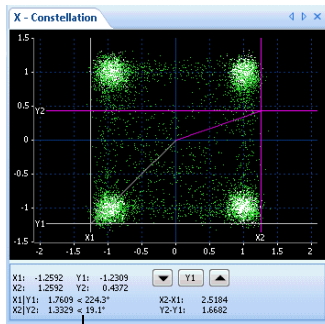 X - Constellation
1.5
1
0.5
Y2
0
-0.5
-1
Y1
-1.5
X1
X2
-2 -1.5 -1 -0.5 0 0.5 1 1.5 2
X1: -1.2592 Y1: -1.2309
Y1
X2: 1.2592 Y2: 0.4372
X1|Y1: 1.7609 < 224.3° X2-X1: 2.5184
X2|Y2: 1.3329 < 19.1° Y2-Y1: 1.6682